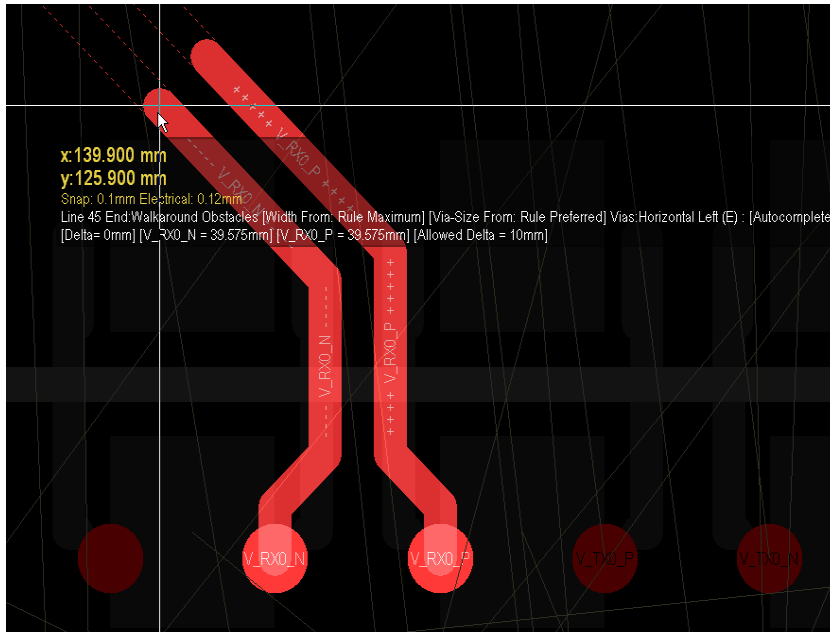 + + + + + V_RX0_P + + + + +
V_RX0_N
x:139.900 mm
y:125.900 mm
Snap: 0.1mm Electrical: 0.12mm
Line 45 End:Walkaround Obstacles [Width From: Rule Maximum] [Via-Size From: Rule Preferred] Vias:Horizontal Left (E) : [Autocomplete
[Delta= 0mm] [V_RX0_N = 39.575mm] [V_RX0_P = 39.575mm] [Allowed Delta = 10mm]
V_RX0_N
V_RX0_P
V_RX0_N
V_RX0_P
V_TX0_P
V_TX0_N